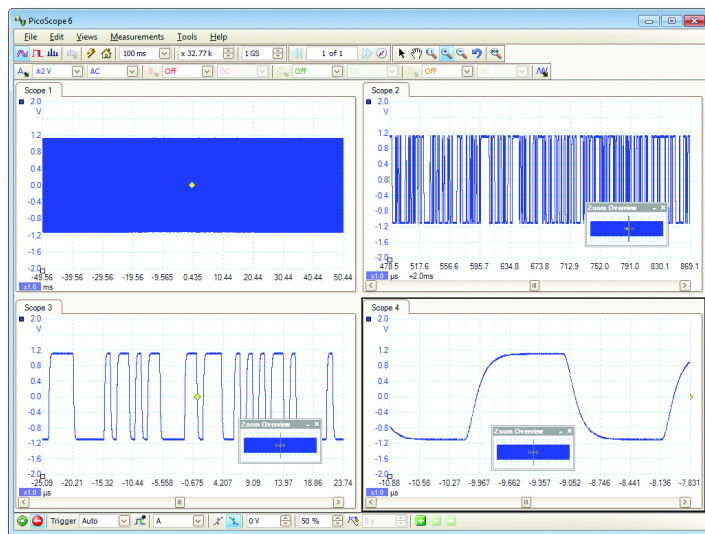 PicoScope 6
File Edit Views Measurements Tools Help
100 ms x 32.77 k 1 GS 1 of 1
A ±2 V AC B Off DC C Off DC D Off DC
Scope 1
2.0
V
1.2
0.8
0.4
0.0
-0.4
-0.8
-1.2
-2.0
-49.56 -39.56 -29.56 -19.56 -9.565 0.435 10.44 20.44 30.44 50.44
x1.0 ms
Scope 2
2.0
V
1.2
0.8
0.4
0.0
-0.4
-0.8
-1.2
-2.0
Zoom Overview
478.5 517.6 556.6 595.7 634.8 673.8 712.9 752.0 791.0 830.1 869.1
x1.0 µs +2.0ms
Scope 3
2.0
V
1.2
0.8
0.4
0.0
-0.4
-0.8
-1.2
-2.0
Zoom Overview
-25.09 -20.21 -15.32 -10.44 -5.558 -0.675 4.207 9.09 13.97 18.86 23.74
x1.0 µs
Scope 4
2.0
V
1.2
0.8
0.4
0.0
-0.4
-0.8
-1.2
-2.0
Zoom Overview
-10.88 -10.58 -10.27 -9.967 -9.662 -9.357 -9.052 -8.746 -8.441 -8.136 -7.831
x1.0 µs
Trigger Auto A 0 V 50 % 0 s